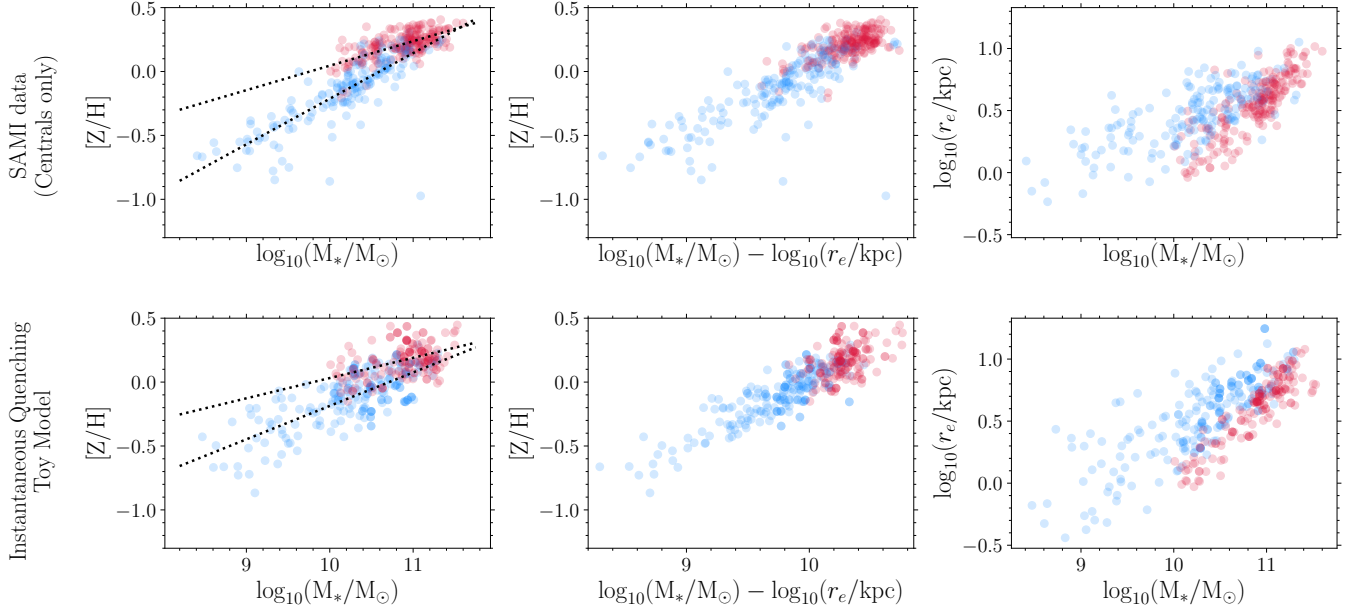 SAMI data
(Centrals only)
[Z/H]
0.5
0.0
−0.5
−1.0
log₁₀(M∗/M⊙)
[Z/H]
0.5
0.0
−0.5
−1.0
log₁₀(M∗/M⊙) − log₁₀(rₑ/kpc)
log₁₀(rₑ/kpc)
1.0
0.5
0.0
−0.5
log₁₀(M∗/M⊙)
Instantaneous Quenching
Toy Model
[Z/H]
0.5
0.0
−0.5
−1.0
9 10 11
log₁₀(M∗/M⊙)
[Z/H]
0.5
0.0
−0.5
−1.0
9 10
log₁₀(M∗/M⊙) − log₁₀(rₑ/kpc)
log₁₀(rₑ/kpc)
1.0
0.5
0.0
−0.5
9 10 11
log₁₀(M∗/M⊙)